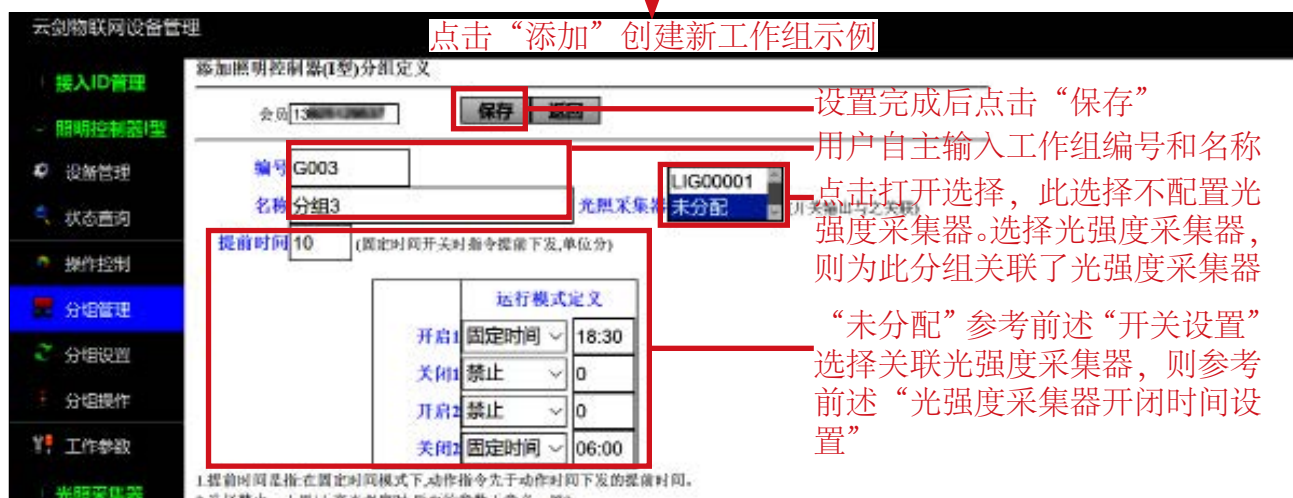 云剑物联网设备管理
点击“添加”创建新工作组示例
添加照明控制器(I型)分组定义
接入ID管理
照明控制器I型
设备管理
状态查询
操作控制
分组管理
分组设置
分组操作
工作参数
光照采集器
会员
保存
返回
编号 G003
名称 分组3
光照采集器
LIG00001
未分配
提前时间 10 (固定时间开关时指令提前下发,单位分)
运行模式定义
开启1 固定时间 18:30
关闭1 禁止 0
开启2 禁止 0
关闭2 固定时间 06:00
1.提前时间是指:在固定时间模式下,动作指令先于动作时间下发的提前时间。
设置完成后点击“保存”
用户自主输入工作组编号和名称
点击打开选择，此选择不配置光
强度采集器。选择光强度采集器，
则为此分组关联了光强度采集器
“未分配”参考前述“开关设置”
选择关联光强度采集器，则参考
前述“光强度采集器开闭时间设
置”